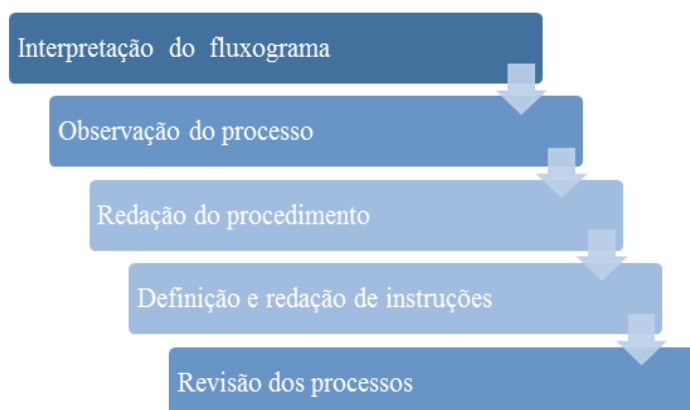 Interpretação do fluxograma
Observação do processo
Redação do procedimento
Definição e redação de instruções
Revisão dos processos